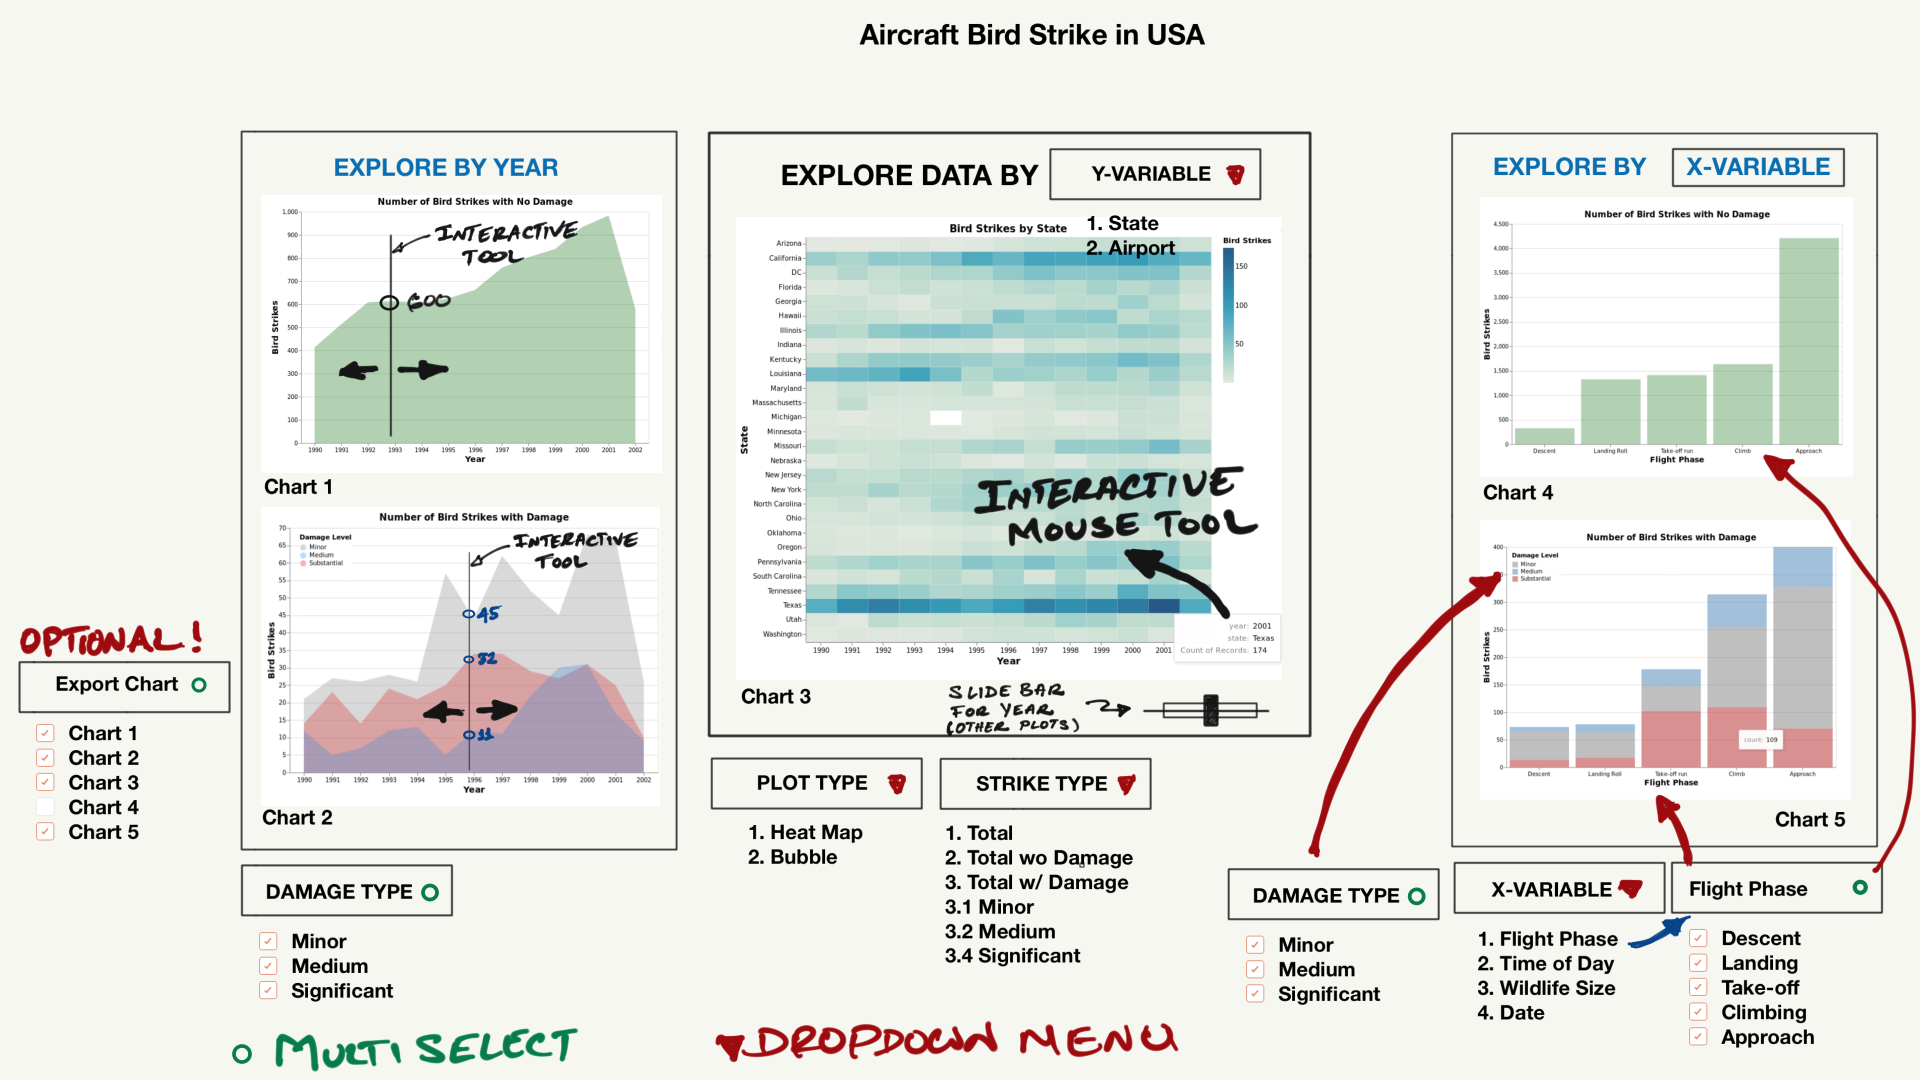 Aircraft Bird Strike in USA
EXPLORE BY YEAR
Number of Bird Strikes with No Damage
INTERACTIVE
TOOL
600
1,000
900
800
700
600
500
400
300
200
100
0
Bird Strikes
1990 1991 1992 1993 1994 1995 1996 1997 1998 1999 2000 2001 2002
Year
Chart 1
Number of Bird Strikes with Damage
Damage Level
Minor
Medium
Substantial
INTERACTIVE
TOOL
45
32
11
70
65
60
55
50
45
40
35
30
25
20
15
10
5
0
Bird Strikes
1990 1991 1992 1993 1994 1995 1996 1997 1998 1999 2000 2001 2002
Year
Chart 2
OPTIONAL!
Export Chart
Chart 1
Chart 2
Chart 3
Chart 4
Chart 5
DAMAGE TYPE
Minor
Medium
Significant
MULTI SELECT
EXPLORE DATA BY
Y-VARIABLE
1. State
2. Airport
Bird Strikes by State
Bird Strikes
150
100
50
State
Arizona
California
DC
Florida
Georgia
Hawaii
Illinois
Indiana
Kentucky
Louisiana
Maryland
Massachusetts
Michigan
Minnesota
Missouri
Nebraska
New Jersey
New York
North Carolina
Ohio
Oklahoma
Oregon
Pennsylvania
South Carolina
Tennessee
Texas
Utah
Washington
1990 1991 1992 1993 1994 1995 1996 1997 1998 1999 2000 2001
Year
INTERACTIVE
MOUSE TOOL
year: 2001
state: Texas
Count of Records: 174
Chart 3
SLIDE BAR
FOR YEAR
(OTHER PLOTS)
PLOT TYPE
1. Heat Map
2. Bubble
STRIKE TYPE
1. Total
2. Total wo Damage
3. Total w/ Damage
3.1 Minor
3.2 Medium
3.4 Significant
DROPDOWN MENU
EXPLORE BY
X-VARIABLE
Number of Bird Strikes with No Damage
4,500
4,000
3,500
3,000
2,500
2,000
1,500
1,000
500
0
Bird Strikes
Descent Landing Roll Take-off run Climb Approach
Flight Phase
Chart 4
Number of Bird Strikes with Damage
Damage Level
Minor
Medium
Substantial
400
300
250
200
150
100
50
0
Bird Strikes
count: 109
Descent Landing Roll Take-off run Climb Approach
Flight Phase
Chart 5
DAMAGE TYPE
Minor
Medium
Significant
X-VARIABLE
1. Flight Phase
2. Time of Day
3. Wildlife Size
4. Date
Flight Phase
Descent
Landing
Take-off
Climbing
Approach